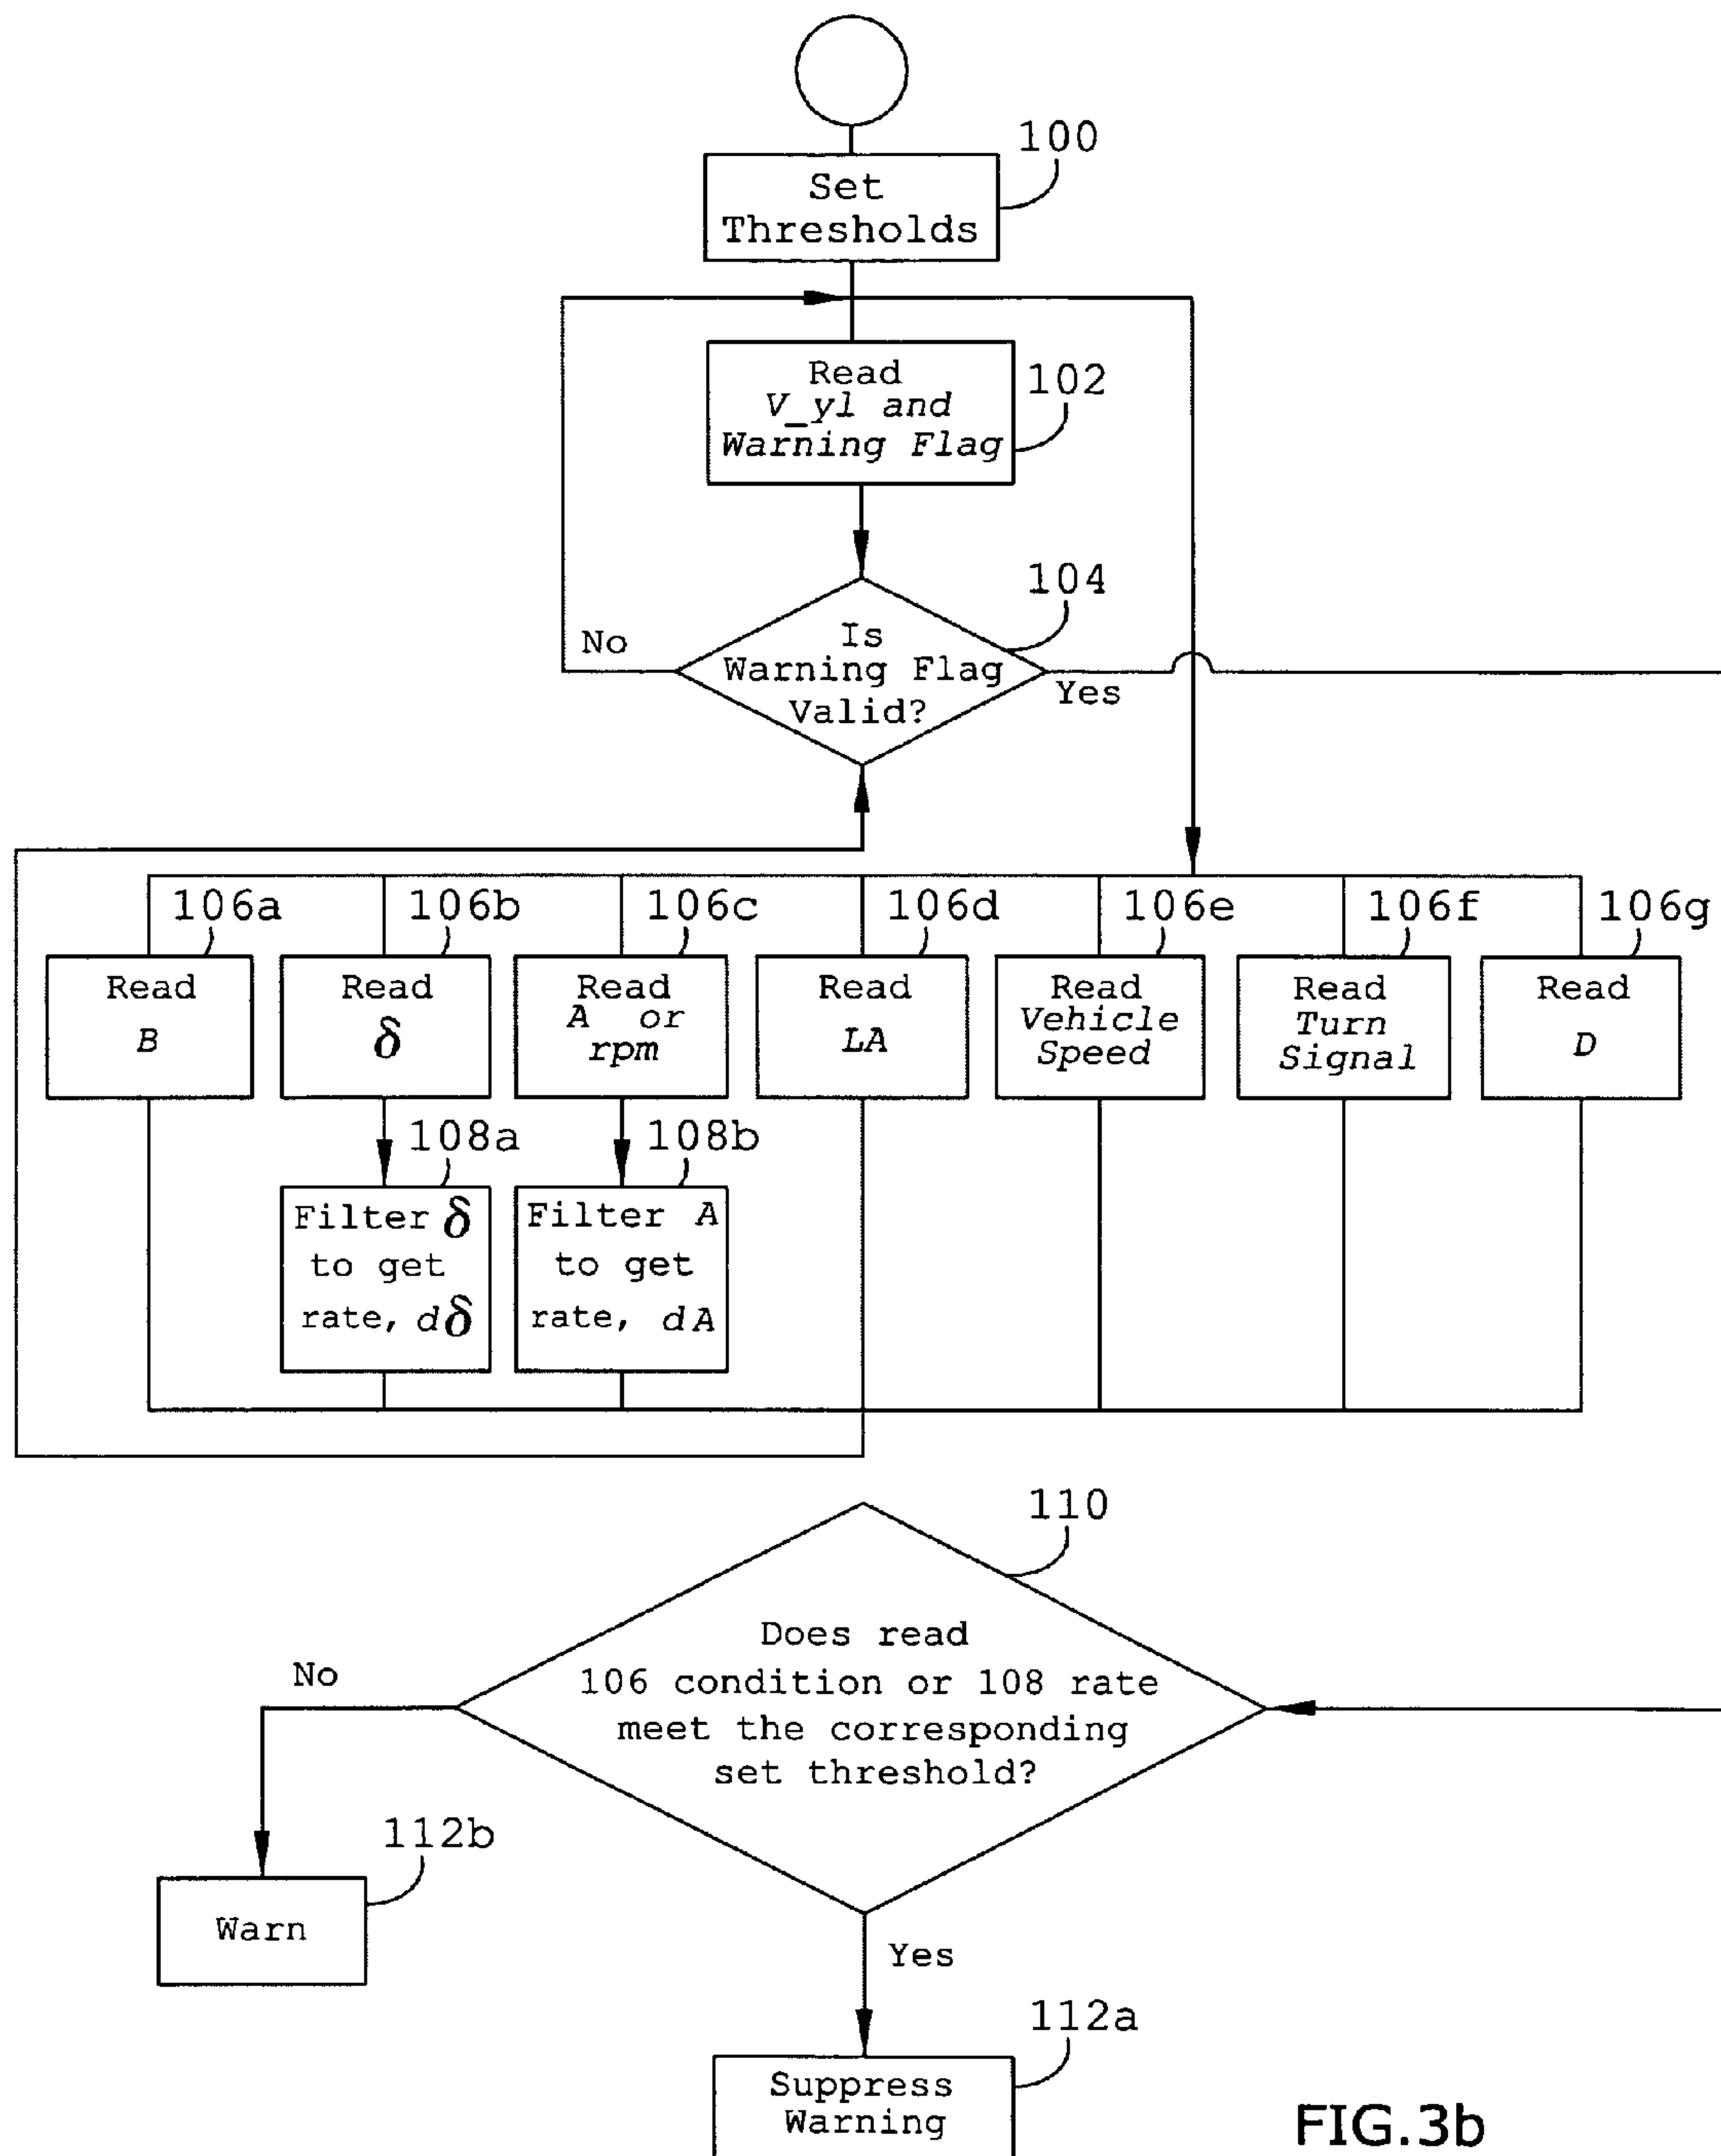 100
Set
Thresholds
102
Read
V_yl and
Warning Flag
104
Is
Warning Flag
Valid?
No
Yes
106a 106b 106c 106d 106e 106f 106g
Read
B
Read
δ
Read
A or
rpm
Read
LA
Read
Vehicle
Speed
Read
Turn
Signal
Read
D
108a 108b
Filter δ
to get
rate, dδ
Filter A
to get
rate, dA
110
Does read
106 condition or 108 rate
meet the corresponding
set threshold?
No
112b
Warn
Yes
112a
Suppress
Warning
FIG.3b